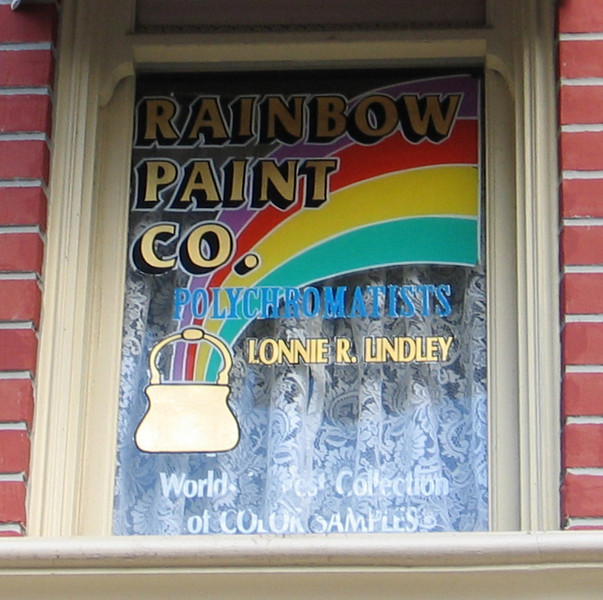 RAINBOW
PAINT
CO.
POLYCHROMATISTS
LONNIE R. LINDLEY
Collection
of COLOR SAMPLES